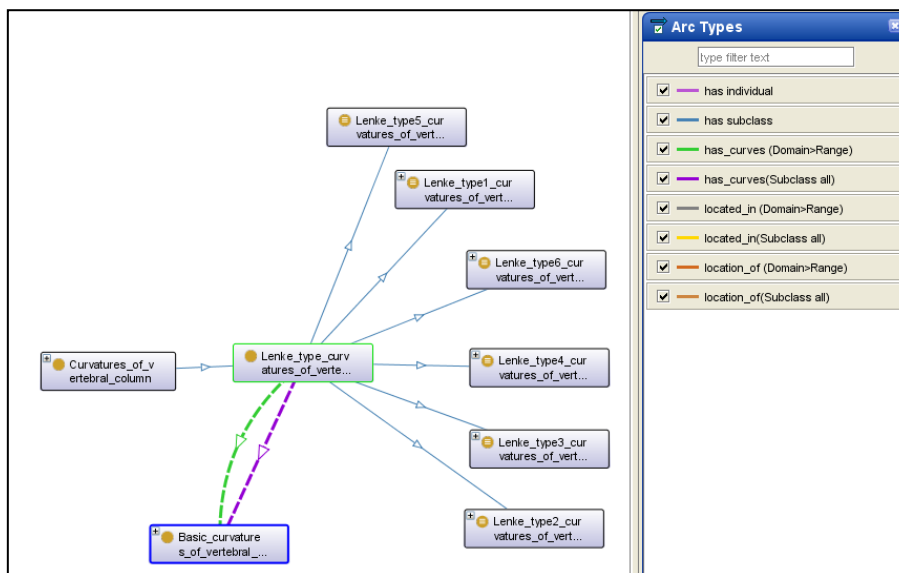 Lenke_type5_cur
vatures_of_vert...
Lenke_type1_cur
vatures_of_vert...
Lenke_type6_cur
vatures_of_vert...
Curvatures_of_v
ertebral_column
Lenke_type_curv
atures_of_verte...
Lenke_type4_cur
vatures_of_vert...
Lenke_type3_cur
vatures_of_vert...
Lenke_type2_cur
vatures_of_vert...
Basic_curvature
s_of_vertebral_...
Arc Types
type filter text
has individual
has subclass
has_curves (Domain>Range)
has_curves(Subclass all)
located_in (Domain>Range)
located_in(Subclass all)
location_of (Domain>Range)
location_of(Subclass all)